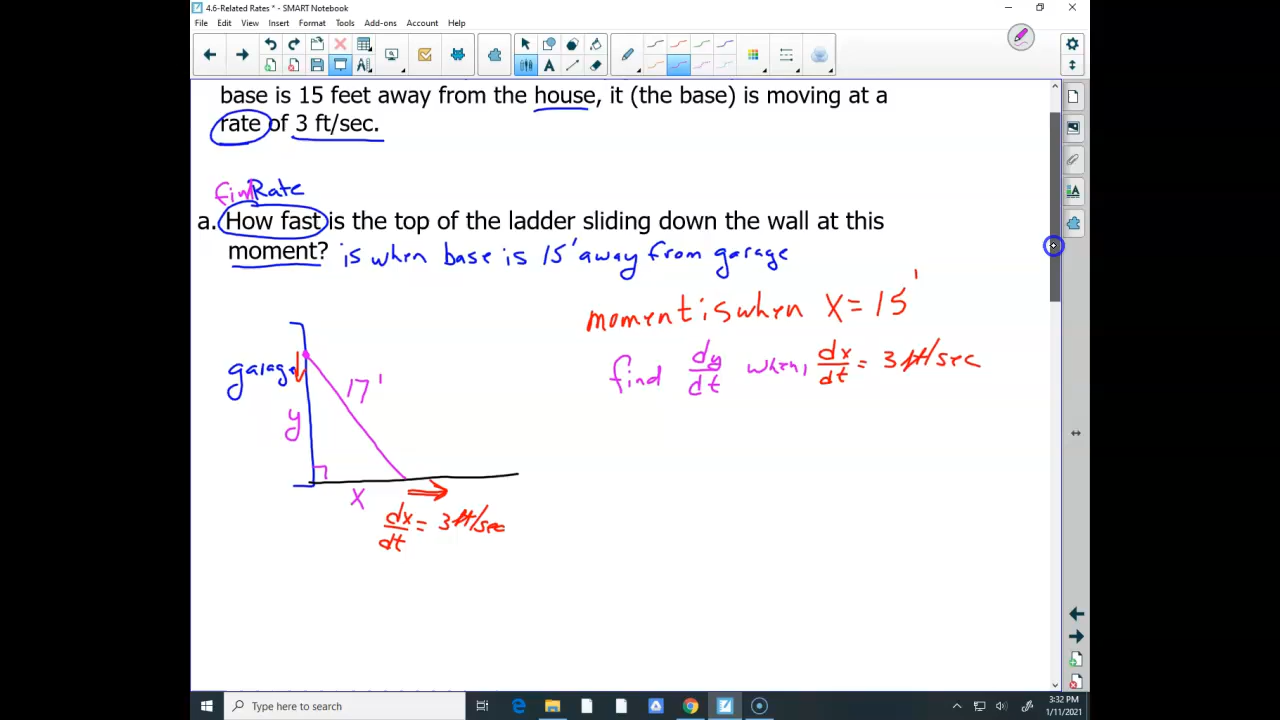 4.6-Related Rates * - SMART Notebook
File Edit View Insert Format Tools Add-ons Account Help
base is 15 feet away from the house, it (the base) is moving at a
rate of 3 ft/sec.
find Rate
a. How fast is the top of the ladder sliding down the wall at this
moment? is when base is 15' away from garage
moment is when x = 15'
find dy/dt when, dx/dt = 3 ft/sec
garage
17'
y
x
dx/dt = 3 ft/sec
Type here to search
3:32 PM
1/11/2021